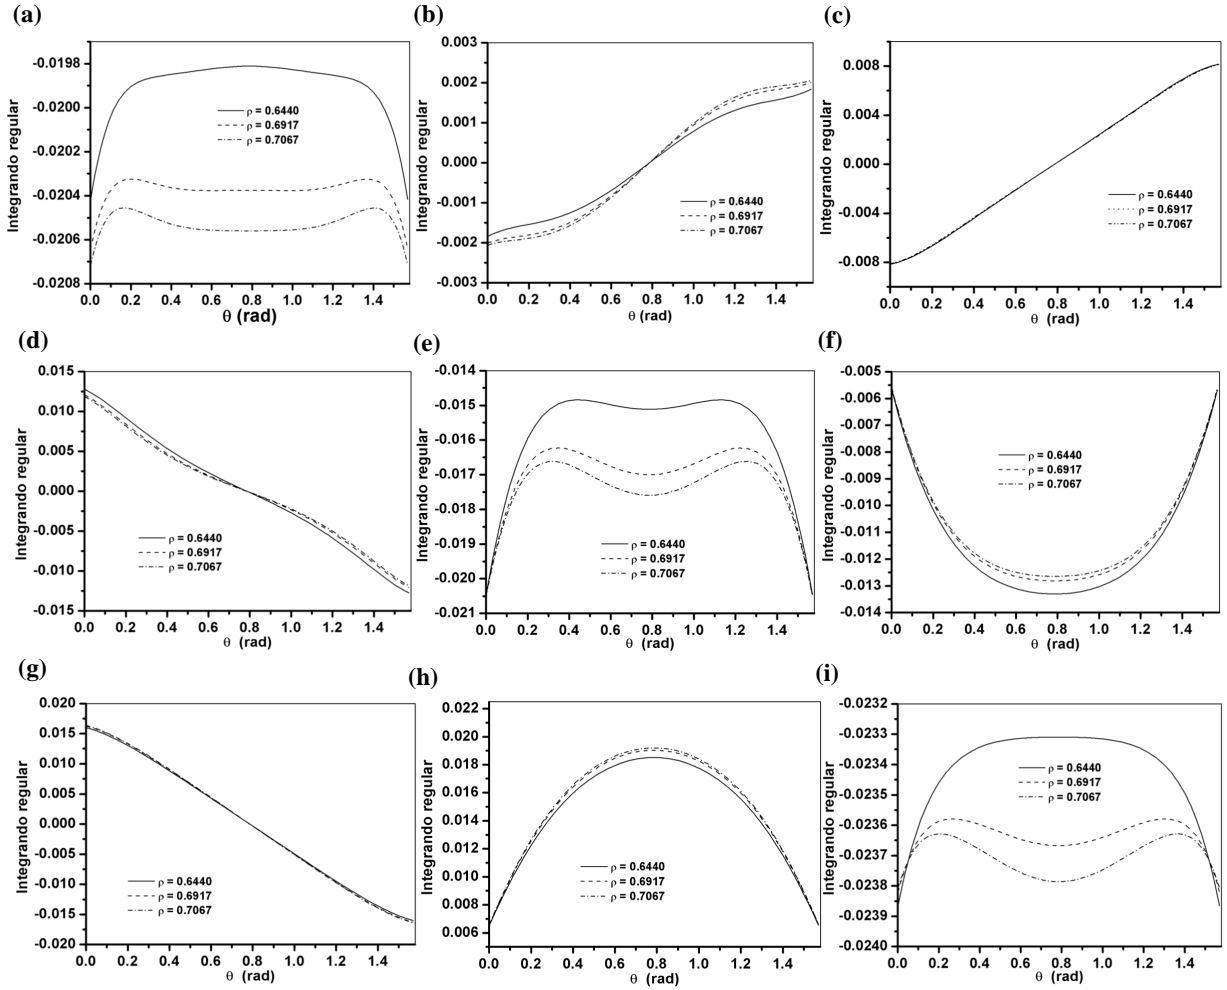 (a)
Integrando regular
-0.0198
-0.0200
-0.0202
-0.0204
-0.0206
-0.0208
ρ = 0.6440
ρ = 0.6917
ρ = 0.7067
0.0 0.2 0.4 0.6 0.8 1.0 1.2 1.4
θ (rad)
(b)
Integrando regular
0.003
0.002
0.001
0.000
-0.001
-0.002
-0.003
ρ = 0.6440
ρ = 0.6917
ρ = 0.7067
0.0 0.2 0.4 0.6 0.8 1.0 1.2 1.4
θ (rad)
(c)
Integrando regular
0.008
0.004
0.000
-0.004
-0.008
ρ = 0.6440
ρ = 0.6917
ρ = 0.7067
0.0 0.2 0.4 0.6 0.8 1.0 1.2 1.4
θ (rad)
(d)
Integrando regular
0.015
0.010
0.005
0.000
-0.005
-0.010
-0.015
ρ = 0.6440
ρ = 0.6917
ρ = 0.7067
0.0 0.2 0.4 0.6 0.8 1.0 1.2 1.4
θ (rad)
(e)
Integrando regular
-0.014
-0.015
-0.016
-0.017
-0.018
-0.019
-0.020
-0.021
ρ = 0.6440
ρ = 0.6917
ρ = 0.7067
0.0 0.2 0.4 0.6 0.8 1.0 1.2 1.4
θ (rad)
(f)
Integrando regular
-0.005
-0.006
-0.007
-0.008
-0.009
-0.010
-0.011
-0.012
-0.013
-0.014
ρ = 0.6440
ρ = 0.6917
ρ = 0.7067
0.0 0.2 0.4 0.6 0.8 1.0 1.2 1.4
θ (rad)
(g)
Integrando regular
0.020
0.015
0.010
0.005
0.000
-0.005
-0.010
-0.015
-0.020
ρ = 0.6440
ρ = 0.6917
ρ = 0.7067
0.0 0.2 0.4 0.6 0.8 1.0 1.2 1.4
θ (rad)
(h)
Integrando regular
0.022
0.020
0.018
0.016
0.014
0.012
0.010
0.008
0.006
ρ = 0.6440
ρ = 0.6917
ρ = 0.7067
0.0 0.2 0.4 0.6 0.8 1.0 1.2 1.4
θ (rad)
(i)
Integrando regular
-0.0232
-0.0233
-0.0234
-0.0235
-0.0236
-0.0237
-0.0238
-0.0239
-0.0240
ρ = 0.6440
ρ = 0.6917
ρ = 0.7067
0.0 0.2 0.4 0.6 0.8 1.0 1.2 1.4
θ (rad)